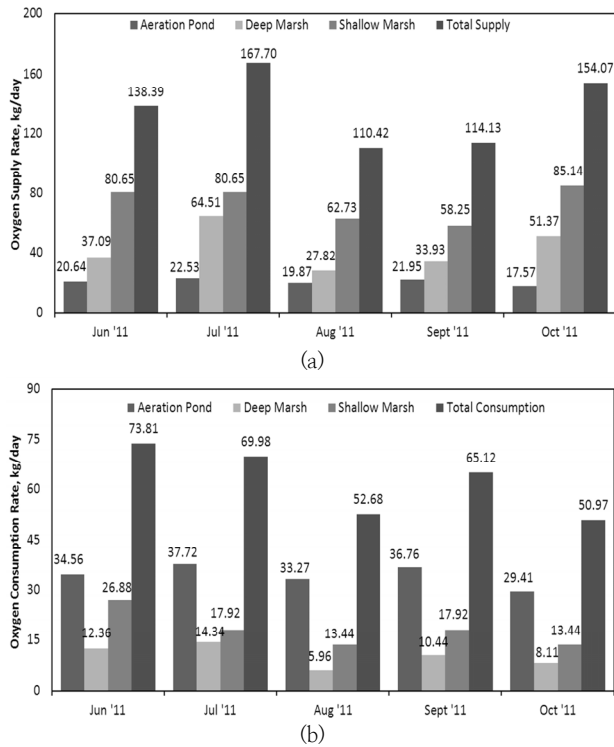 200
160
120
80
40
0
Oxygen Supply Rate, kg/day
Aeration Pond Deep Marsh Shallow Marsh Total Supply
20.64 37.09 80.65 138.39
22.53 64.51 80.65 167.70
19.87 27.82 62.73 110.42
21.95 33.93 58.25 114.13
17.57 51.37 85.14 154.07
Jun '11 Jul '11 Aug '11 Sept '11 Oct '11
(a)
90
75
60
45
30
15
0
Oxygen Consumption Rate, kg/day
Aeration Pond Deep Marsh Shallow Marsh Total Consumption
34.56 12.36 26.88 73.81
37.72 14.34 17.92 69.98
33.27 5.96 13.44 52.68
36.76 10.44 17.92 65.12
29.41 8.11 13.44 50.97
Jun '11 Jul '11 Aug '11 Sept '11 Oct '11
(b)